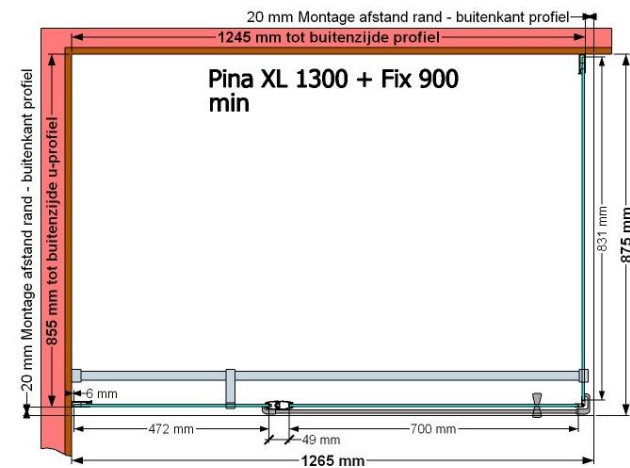 20 mm Montage afstand rand - buitenkant profiel
1245 mm tot buitenzijde profiel
Pina XL 1300 + Fix 900
min
20 mm Montage afstand rand - buitenkant profiel
855 mm tot buitenzijde u-profiel
831 mm
875 mm
6 mm
472 mm
49 mm
700 mm
1265 mm